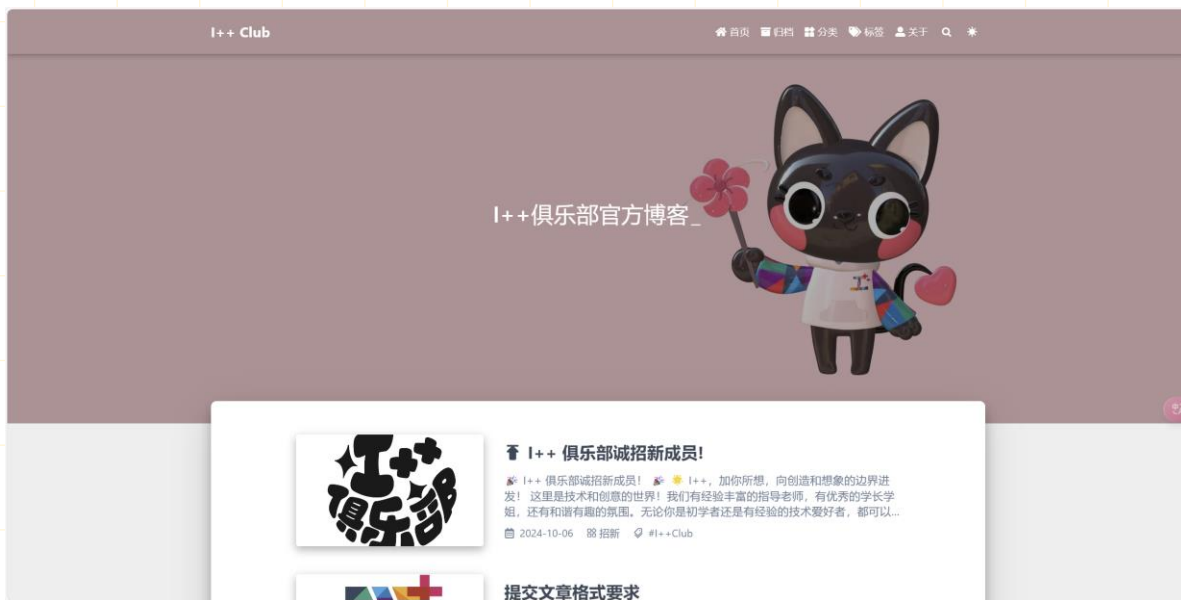 I++ Club
首页 归档 分类 标签 关于
I++俱乐部官方博客_
I++
俱乐部
I++ 俱乐部诚招新成员!
🎉 I++ 俱乐部诚招新成员! 🎉 🌟 I++,加你所想,向创造和想象的边界进
发! 这里是技术和创意的世界!我们有经验丰富的指导老师,有优秀的学长学
姐,还有和谐有趣的氛围。无论你是初学者还是有经验的技术爱好者,都可以...
2024-10-06 招新 #I++Club
提交文章格式要求